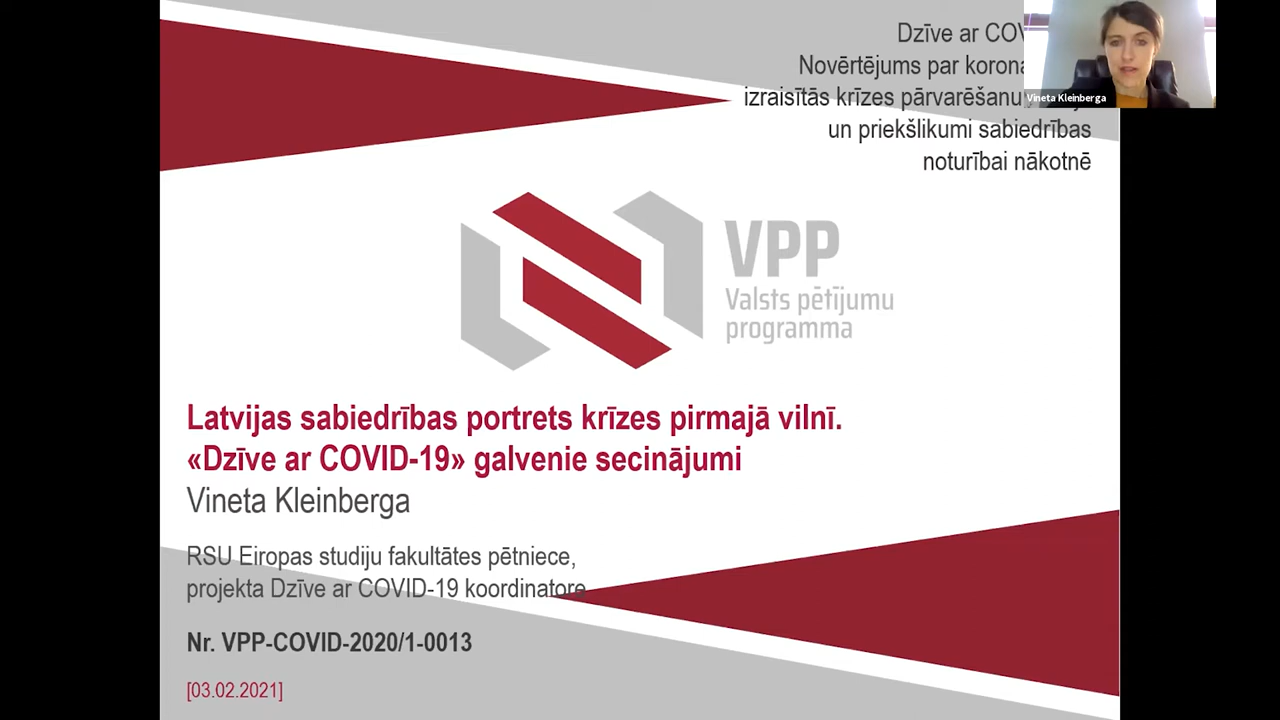 Dzīve ar
Novērtējums par
izraisītās krīzes pārvarēšanu
un priekšlikumi sabiedrības
noturībai nākotnē
Vineta Kleinberga
VPP
Valsts pētījumu
programma
Latvijas sabiedrības portrets krīzes pirmajā vilnī.
«Dzīve ar COVID-19» galvenie secinājumi
Vineta Kleinberga
RSU Eiropas studiju fakultātes pētniece,
projekta Dzīve ar COVID-19 koordinatore
Nr. VPP-COVID-2020/1-0013
[03.02.2021]